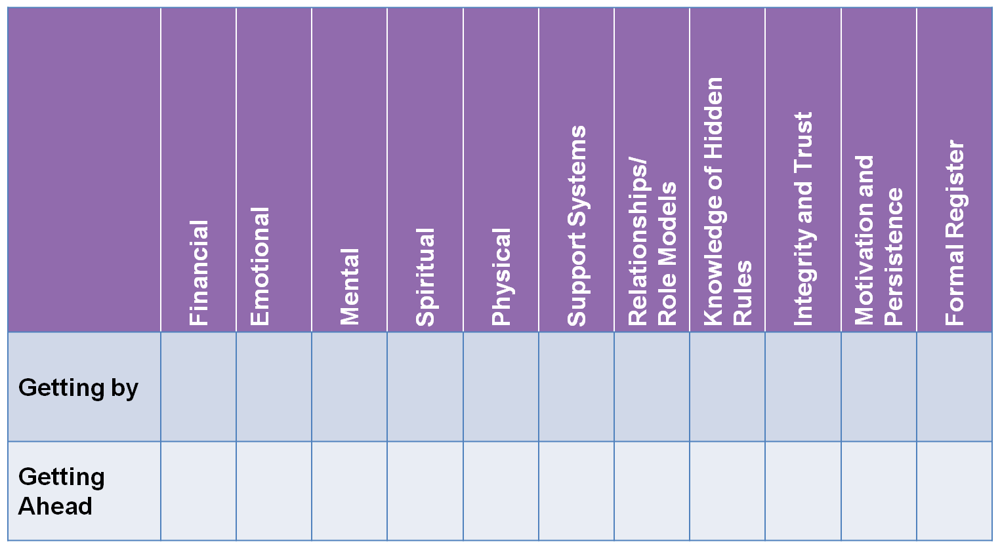 Financial
Emotional
Mental
Spiritual
Physical
Support Systems
Relationships/
Role Models
Knowledge of Hidden
Rules
Integrity and Trust
Motivation and
Persistence
Formal Register
Getting by
Getting
Ahead